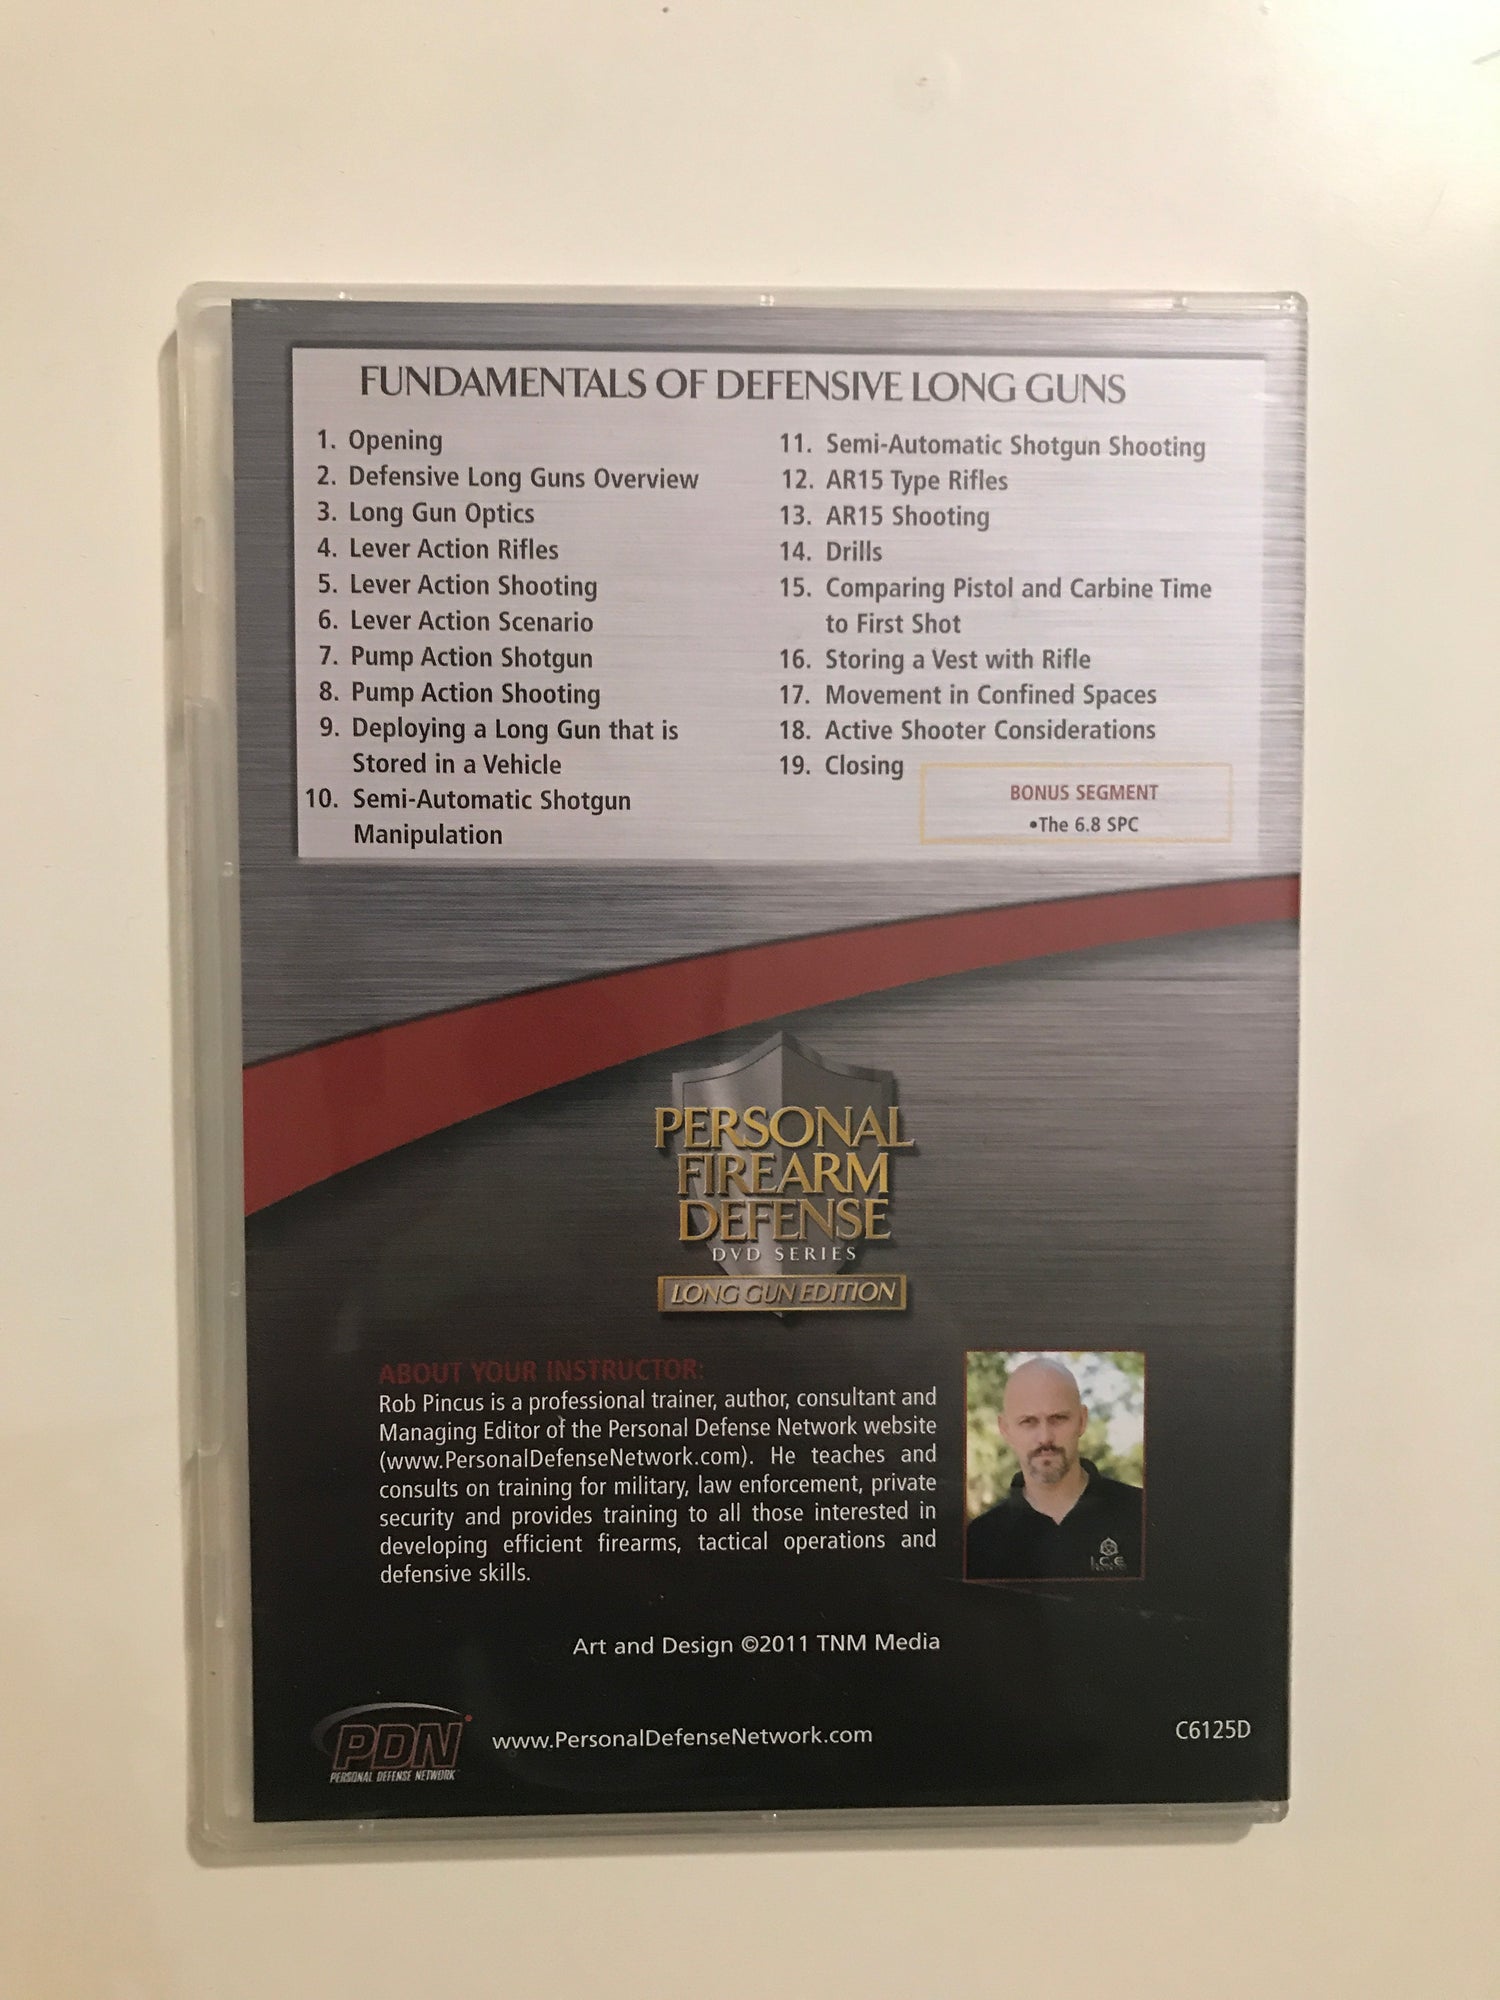 FUNDAMENTALS OF DEFENSIVE LONG GUNS
1. Opening
2. Defensive Long Guns Overview
3. Long Gun Optics
4. Lever Action Rifles
5. Lever Action Shooting
6. Lever Action Scenario
7. Pump Action Shotgun
8. Pump Action Shooting
9. Deploying a Long Gun that is
Stored in a Vehicle
10. Semi-Automatic Shotgun
Manipulation
11. Semi-Automatic Shotgun Shooting
12. AR15 Type Rifles
13. AR15 Shooting
14. Drills
15. Comparing Pistol and Carbine Time
to First Shot
16. Storing a Vest with Rifle
17. Movement in Confined Spaces
18. Active Shooter Considerations
19. Closing
BONUS SEGMENT
•The 6.8 SPC
PERSONAL
FIREARM
DEFENSE
DVD SERIES
LONG GUN EDITION
ABOUT YOUR INSTRUCTOR:
Rob Pincus is a professional trainer, author, consultant and
Managing Editor of the Personal Defense Network website
(www.PersonalDefenseNetwork.com). He teaches and
consults on training for military, law enforcement, private
security and provides training to all those interested in
developing efficient firearms, tactical operations and
defensive skills.
I.C.E
Art and Design ©2011 TNM Media
PDN
PERSONAL DEFENSE NETWORK
www.PersonalDefenseNetwork.com
C6125D